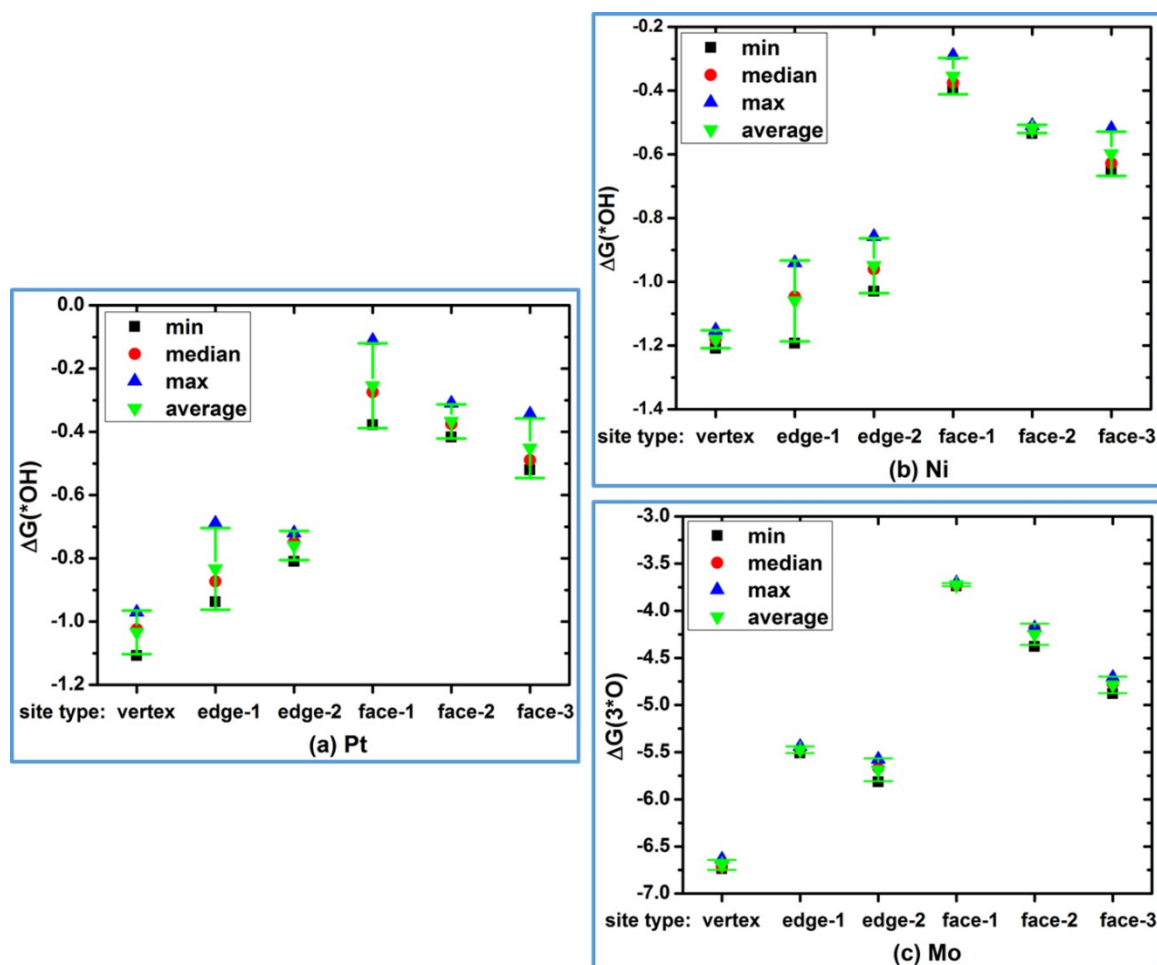 ΔG(*OH)
0.0
-0.2
-0.4
-0.6
-0.8
-1.0
-1.2
min
median
max
average
site type: vertex edge-1 edge-2 face-1 face-2 face-3
(a) Pt
ΔG(*OH)
-0.2
-0.4
-0.6
-0.8
-1.0
-1.2
-1.4
min
median
max
average
site type: vertex edge-1 edge-2 face-1 face-2 face-3
(b) Ni
ΔG(3*O)
-3.0
-3.5
-4.0
-4.5
-5.0
-5.5
-6.0
-6.5
-7.0
min
median
max
average
site type: vertex edge-1 edge-2 face-1 face-2 face-3
(c) Mo